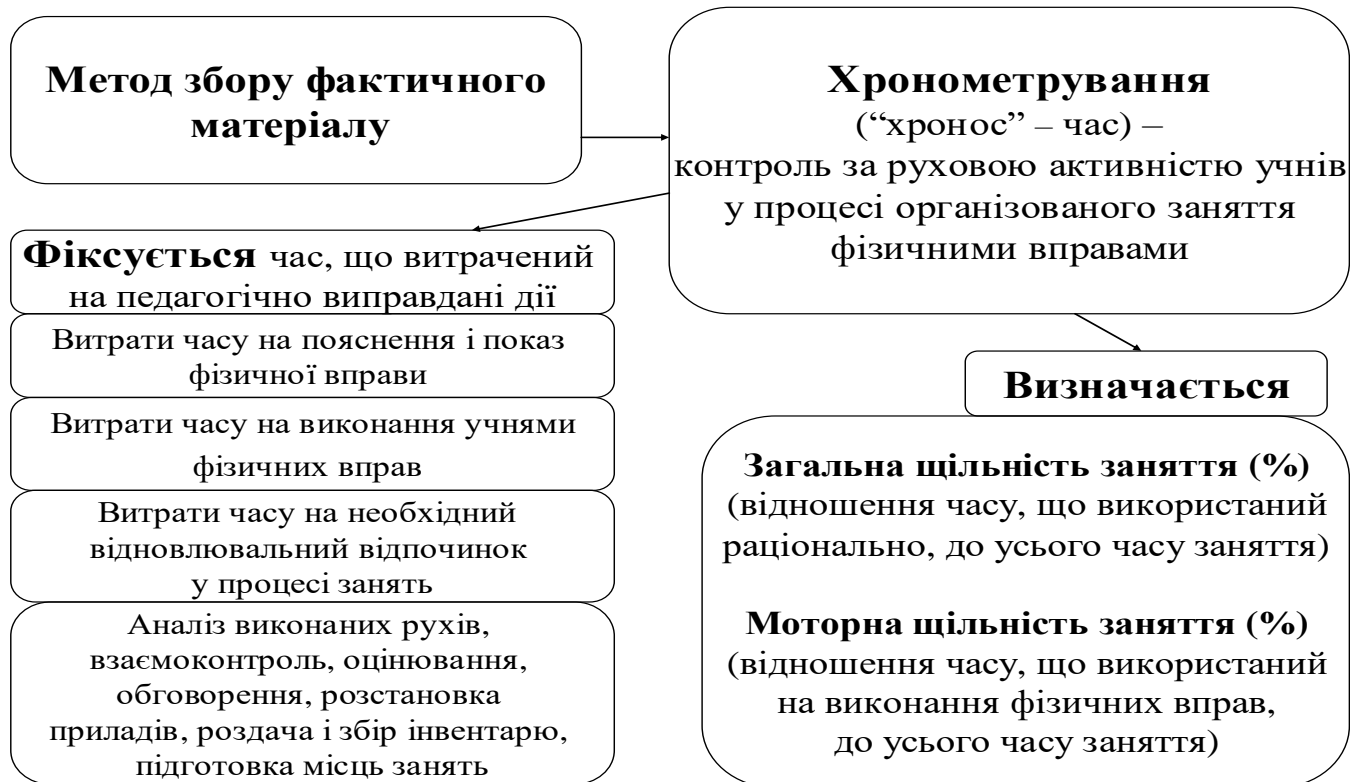 Метод збору фактичного
матеріалу
Хронометрування
(“хронос” – час) –
контроль за руховою активністю учнів
у процесі організованого заняття
фізичними вправами
Фіксується час, що витрачений
на педагогічно виправдані дії
Витрати часу на пояснення і показ
фізичної вправи
Витрати часу на виконання учнями
фізичних вправ
Витрати часу на необхідний
відновлювальний відпочинок
у процесі занять
Аналіз виконаних рухів,
взаємоконтроль, оцінювання,
обговорення, розстановка
приладів, роздача і збір інвентарю,
підготовка місць занять
Визначається
Загальна щільність заняття (%)
(відношення часу, що використаний
раціонально, до усього часу заняття)
Моторна щільність заняття (%)
(відношення часу, що використаний
на виконання фізичних вправ,
до усього часу заняття)